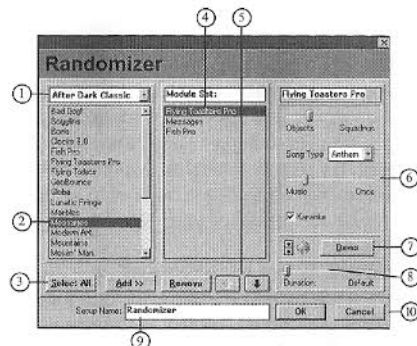 ④ ⑤
Randomizer
① After Dark Classic
Module Set:
Flying Toasters Pro
Bad Dog!
Boglins
Boris
Clocks 3.0
Fish Pro
Flying Toasters Pro
Flying Toilets
GeoBounce
Globe
Lunatic Fringe
Marbles
② Messages
Modern Art
Mountains
Mowin' Man
Flying Toasters Pro
Messages
Fish Pro
Objects Squadron
Song Type Anthem
⑥
Music Once
Karaoke
Demo ⑦
Duration: Default ⑧
③ Select All Add >> Remove
Setup Name: Randomizer OK Cancel ⑩
⑨